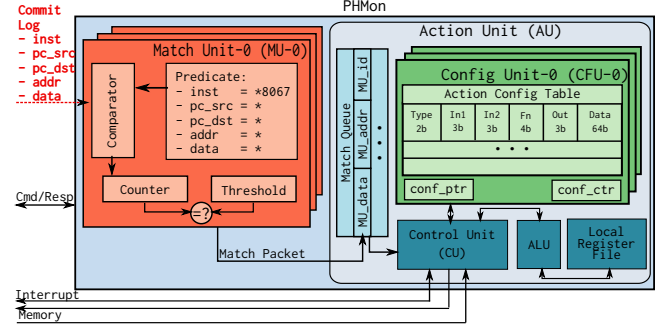 PHMon
Commit
Log
- inst
- pc_src
- pc_dst
- addr
- data
Cmd/Resp
Interrupt
Memory
Match Unit-0 (MU-0)
Comparator
Predicate:
- inst = *8067
- pc_src = *
- pc_dst = *
- addr = *
- data = *
Counter
Threshold
=?
Match Packet
Action Unit (AU)
Match Queue
MU_id
MU_addr
MU_data
• • •
Config Unit-0 (CFU-0)
Action Config Table
Type In1 In2 Fn Out Data
2b 3b 3b 4b 3b 64b
• • •
conf_ptr
conf_ctr
Control Unit
(CU)
ALU
Local
Register
File